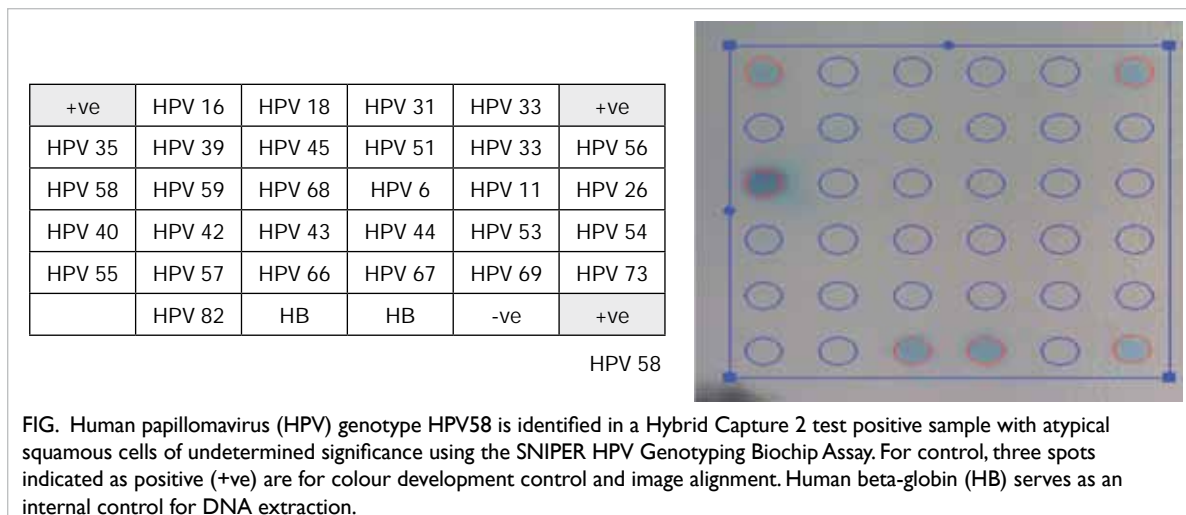 +ve HPV 16 HPV 18 HPV 31 HPV 33 +ve
HPV 35 HPV 39 HPV 45 HPV 51 HPV 33 HPV 56
HPV 58 HPV 59 HPV 68 HPV 6 HPV 11 HPV 26
HPV 40 HPV 42 HPV 43 HPV 44 HPV 53 HPV 54
HPV 55 HPV 57 HPV 66 HPV 67 HPV 69 HPV 73
HPV 82 HB HB -ve +ve
HPV 58
FIG. Human papillomavirus (HPV) genotype HPV58 is identified in a Hybrid Capture 2 test positive sample with atypical
squamous cells of undetermined significance using the SNIPER HPV Genotyping Biochip Assay. For control, three spots
indicated as positive (+ve) are for colour development control and image alignment. Human beta-globin (HB) serves as an
internal control for DNA extraction.